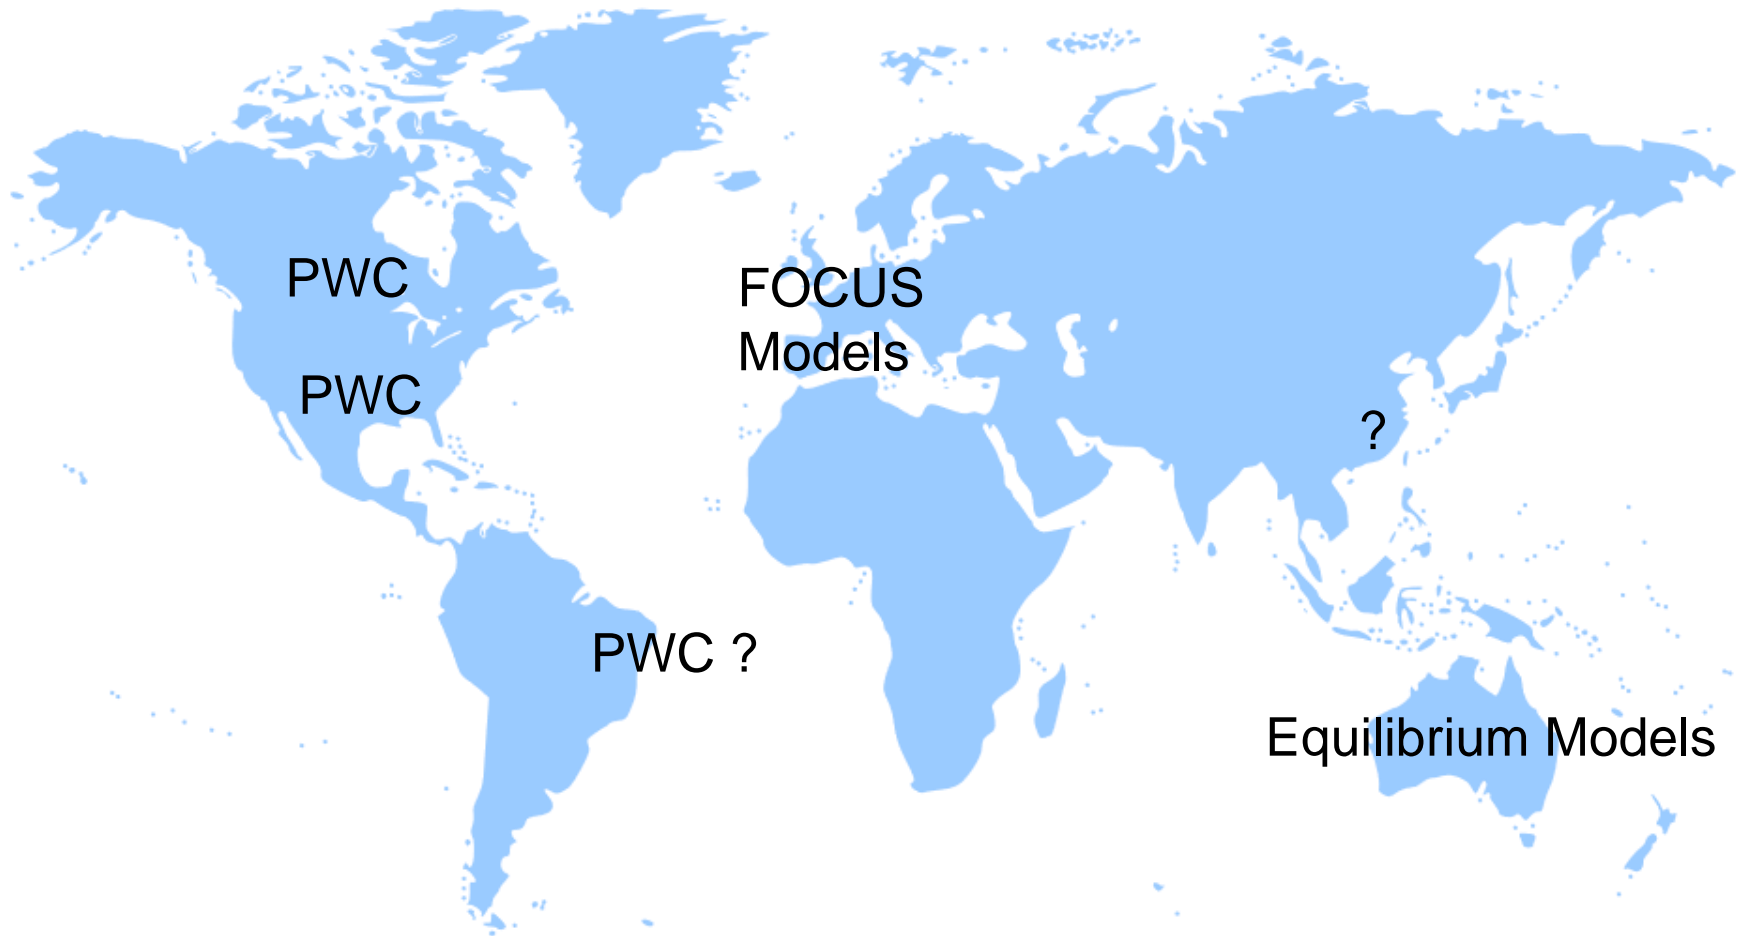 PWC
FOCUS
Models
PWC
?
PWC ?
Equilibrium Models